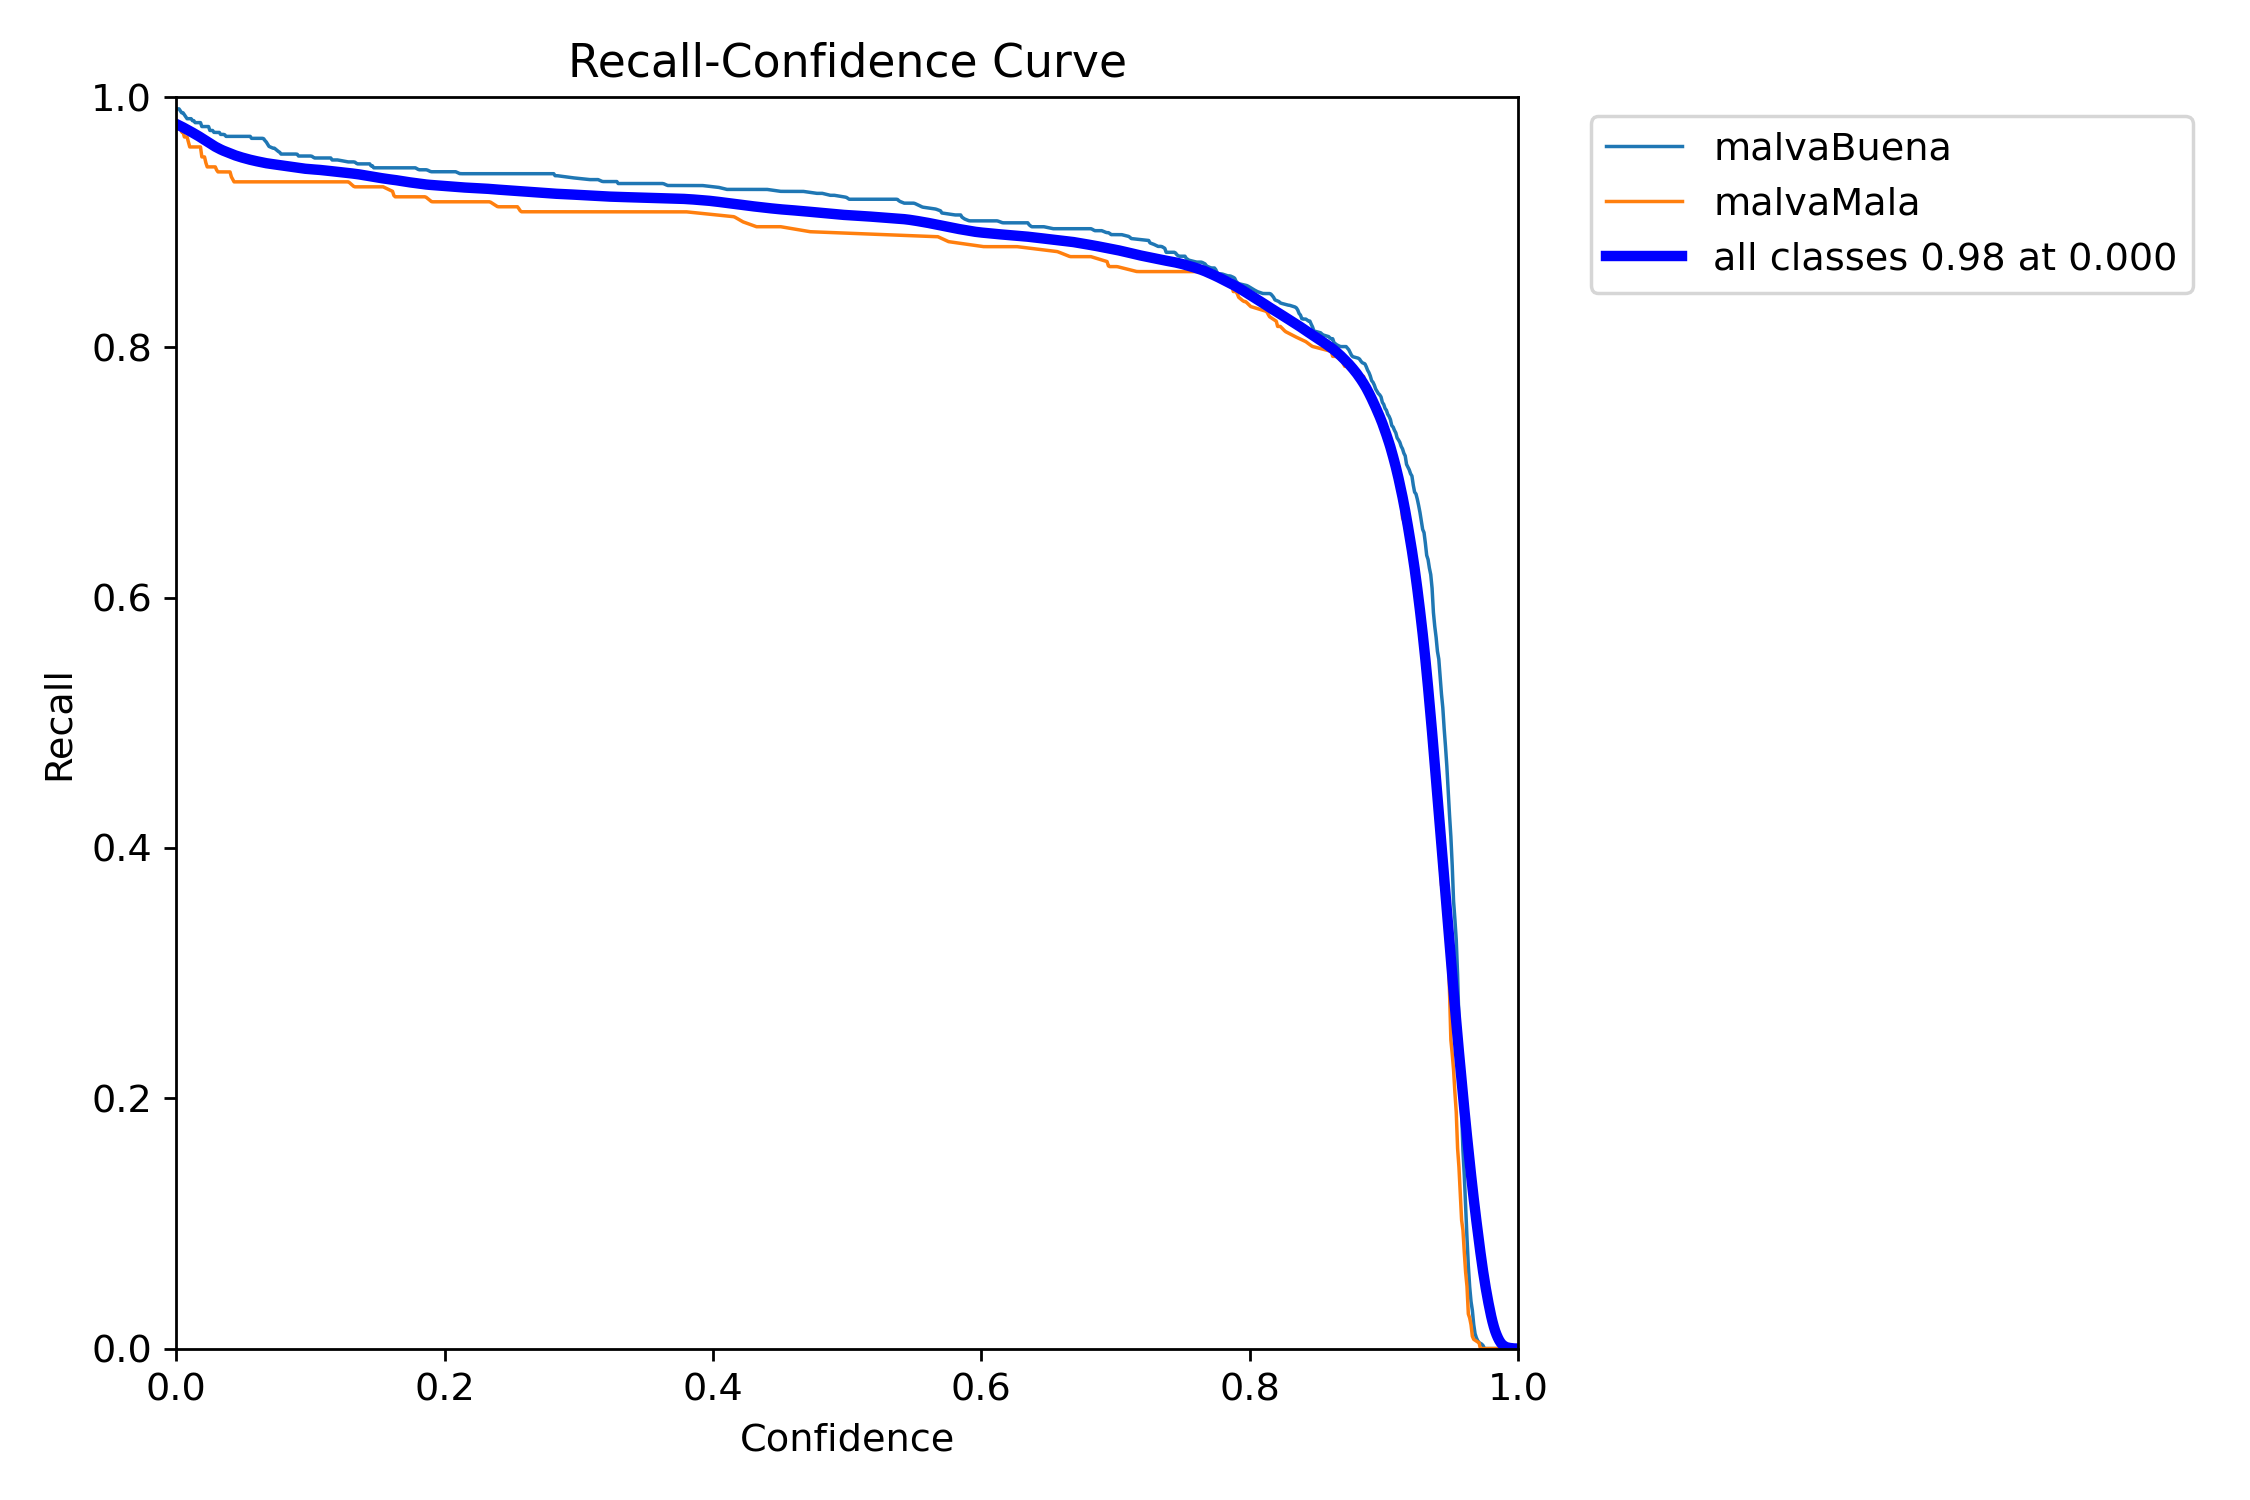 Recall-Confidence Curve
1.0
0.8
0.6
0.4
0.2
0.0
Recall
0.0 0.2 0.4 0.6 0.8 1.0
Confidence
malvaBuena
malvaMala
all classes 0.98 at 0.000